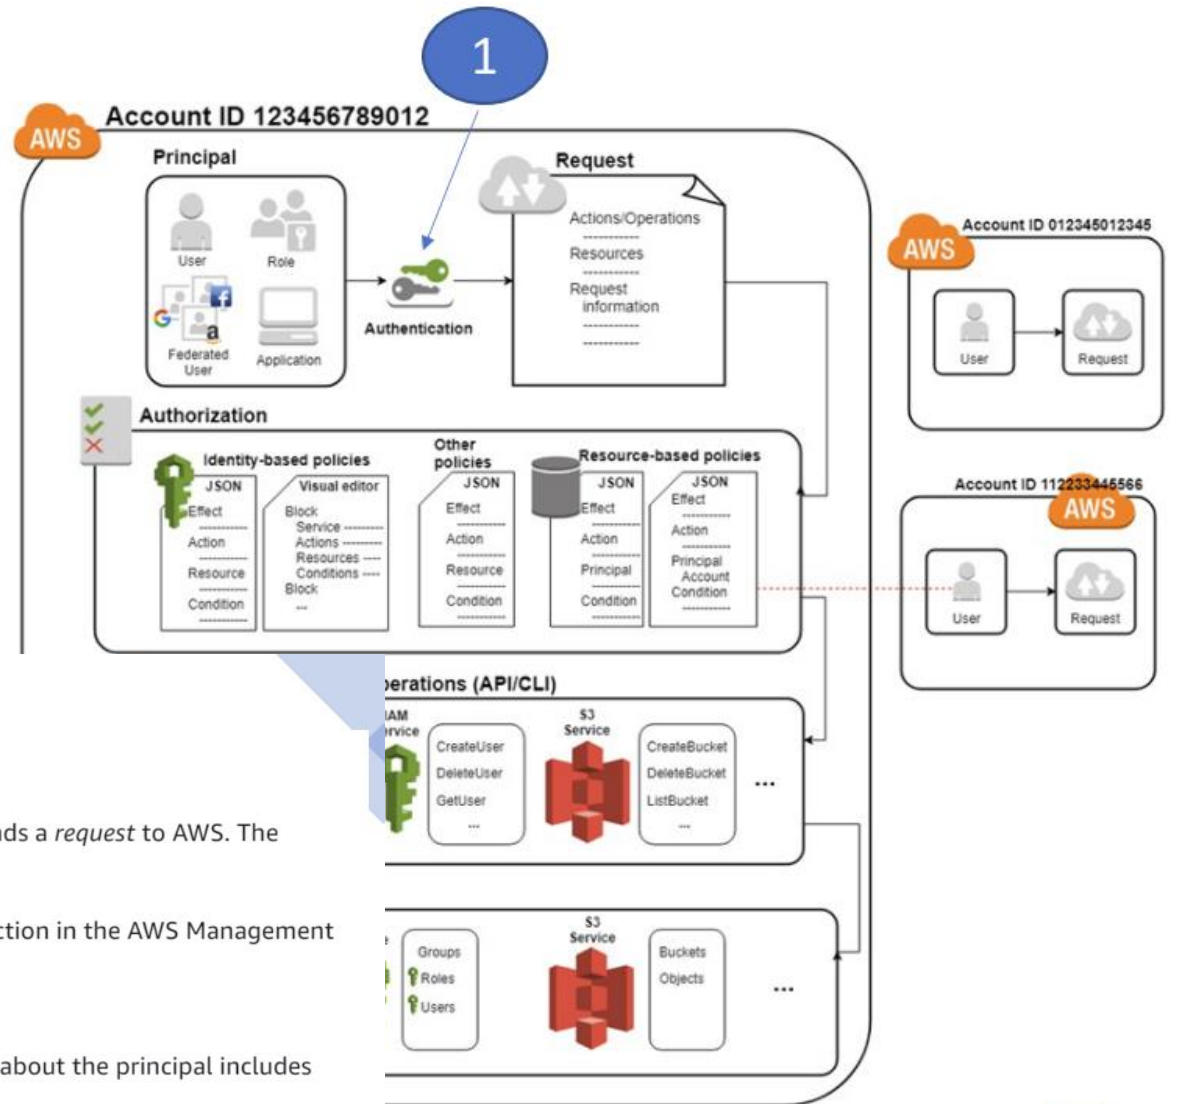 1
Account ID 123456789012
AWS
Principal
Request
User
Role
Federated
User
Application
Authentication
Actions/Operations
-----------
Resources
-----------
Request
information
-----------
-----------
Account ID 012345012345
AWS
User
Request
Authorization
Identity-based policies
JSON
Effect
-----------
Action
-----------
Resource
-----------
Condition
-----------
Visual editor
Block
Service ---------
Actions ---------
Resources ----
Conditions ----
Block
...
Other
policies
JSON
Effect
-----------
Action
-----------
Resource
-----------
Condition
-----------
Resource-based policies
JSON
Effect
-----------
Action
-----------
Principal
-----------
Condition
-----------
JSON
Effect
-----------
Action
-----------
Principal
Account
Condition
-----------
Account ID 112233445566
AWS
User
Request
perations (API/CLI)
IAM
ervice
CreateUser
DeleteUser
GetUser
...
S3
Service
CreateBucket
DeleteBucket
ListBucket
...
...
nds a request to AWS. The
ction in the AWS Management
about the principal includes
e
Groups
Roles
Users
S3
Service
Buckets
Objects
...